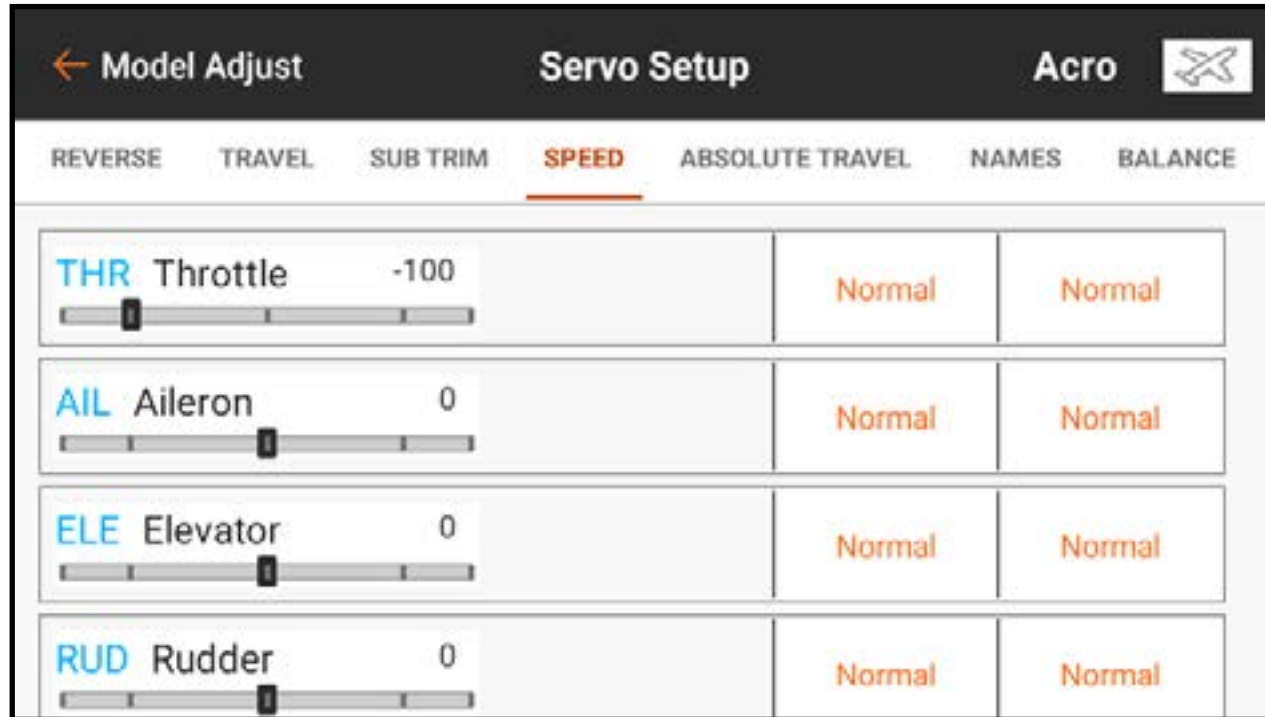 Model Adjust Servo Setup Acro
REVERSE TRAVEL SUB TRIM SPEED ABSOLUTE TRAVEL NAMES BALANCE
THR Throttle -100 Normal Normal
AIL Aileron 0 Normal Normal
ELE Elevator 0 Normal Normal
RUD Rudder 0 Normal Normal